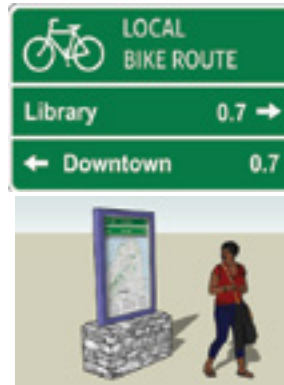 LOCAL
BIKE ROUTE
Library 0.7 →
← Downtown 0.7